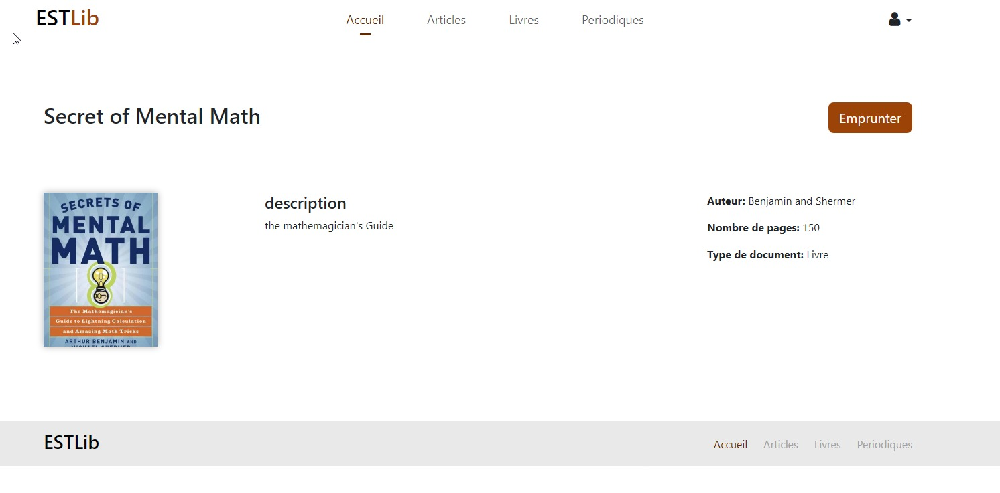 ESTLib
Accueil
Articles
Livres
Periodiques
Secret of Mental Math
Emprunter
SECRETS OF
MENTAL
MATH
The Mathemagician's
Guide to Lightning Calculation
and Amazing Math Tricks
ARTHUR BENJAMIN AND
description
the mathemagician's Guide
Auteur: Benjamin and Shermer
Nombre de pages: 150
Type de document: Livre
ESTLib
Accueil
Articles
Livres
Periodiques